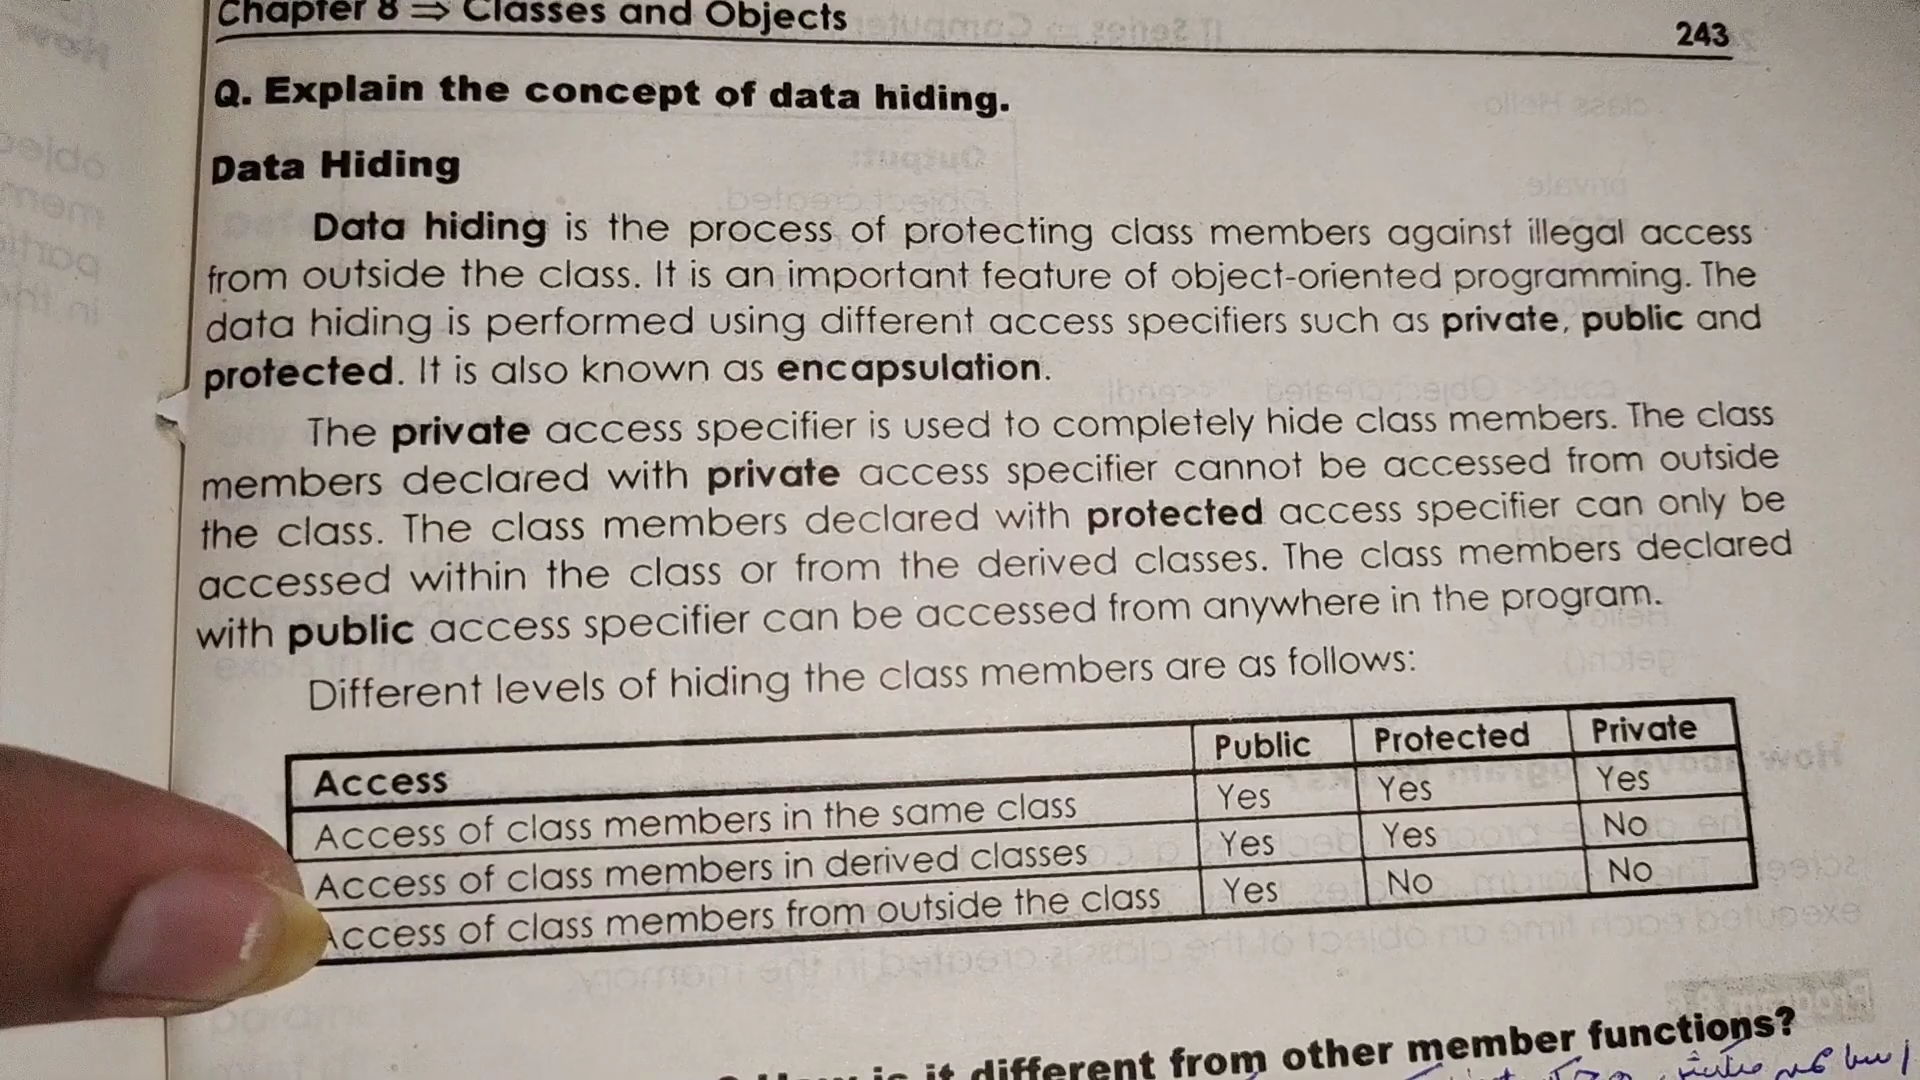 Chapter 8 ⇒ Classes and Objects 243
Q. Explain the concept of data hiding.
Data Hiding
Data hiding is the process of protecting class members against illegal access
from outside the class. It is an important feature of object-oriented programming. The
data hiding is performed using different access specifiers such as private, public and
protected. It is also known as encapsulation.
The private access specifier is used to completely hide class members. The class
members declared with private access specifier cannot be accessed from outside
the class. The class members declared with protected access specifier can only be
accessed within the class or from the derived classes. The class members declared
with public access specifier can be accessed from anywhere in the program.
Different levels of hiding the class members are as follows:
Access Public Protected Private
Access of class members in the same class Yes Yes Yes
Access of class members in derived classes Yes Yes No
Access of class members from outside the class Yes No No
is it different from other member functions?